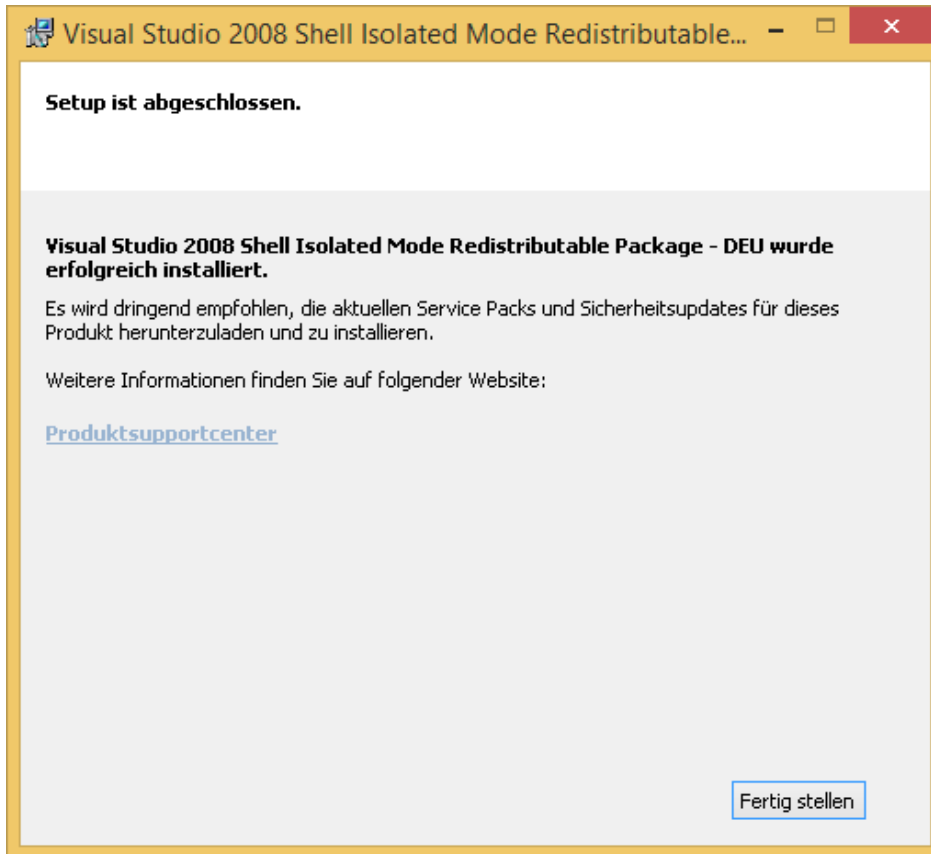 Visual Studio 2008 Shell Isolated Mode Redistributable...
Setup ist abgeschlossen.
Visual Studio 2008 Shell Isolated Mode Redistributable Package - DEU wurde
erfolgreich installiert.
Es wird dringend empfohlen, die aktuellen Service Packs und Sicherheitsupdates für dieses
Produkt herunterzuladen und zu installieren.
Weitere Informationen finden Sie auf folgender Website:
Produktsupportcenter
Fertig stellen